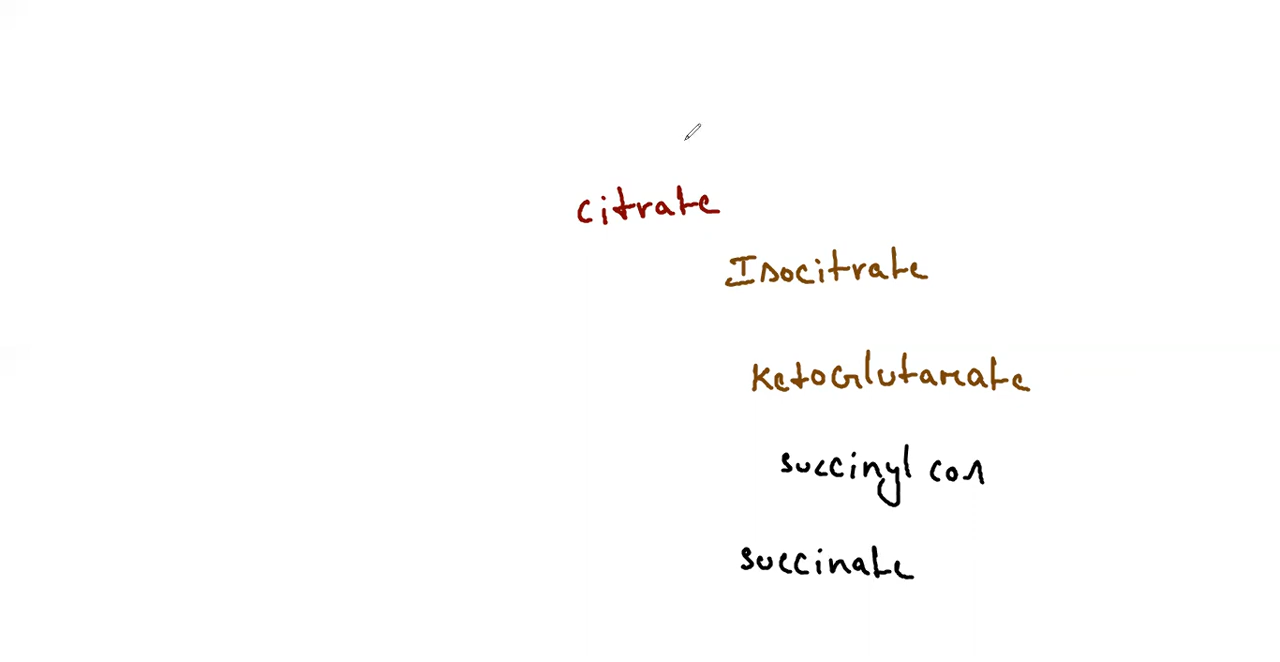 citrate
Isocitrate
Ketoglutarate
succinyl coA
succinate